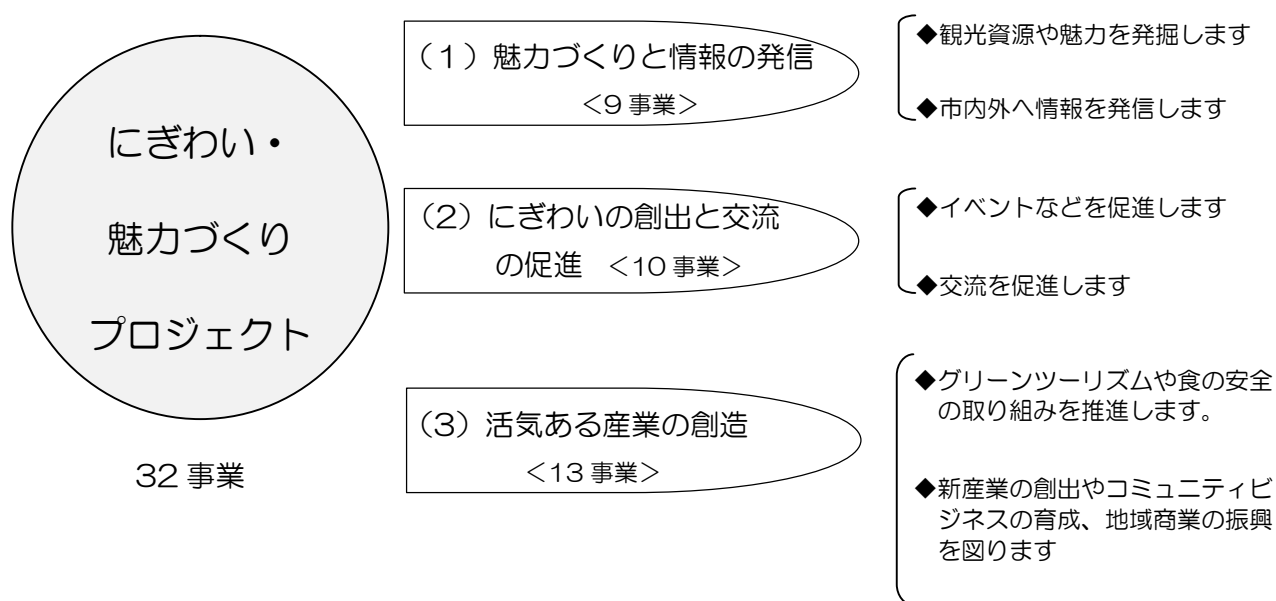 にぎわい・
魅力づくり
プロジェクト
32事業
（1）魅力づくりと情報の発信
＜9事業＞
◆観光資源や魅力を発掘します
◆市内外へ情報を発信します
（2）にぎわいの創出と交流
の促進 ＜10事業＞
◆イベントなどを促進します
◆交流を促進します
（3）活気ある産業の創造
＜13事業＞
◆グリーンツーリズムや食の安全
の取り組みを推進します。
◆新産業の創出やコミュニティビ
ジネスの育成、地域商業の振興
を図ります